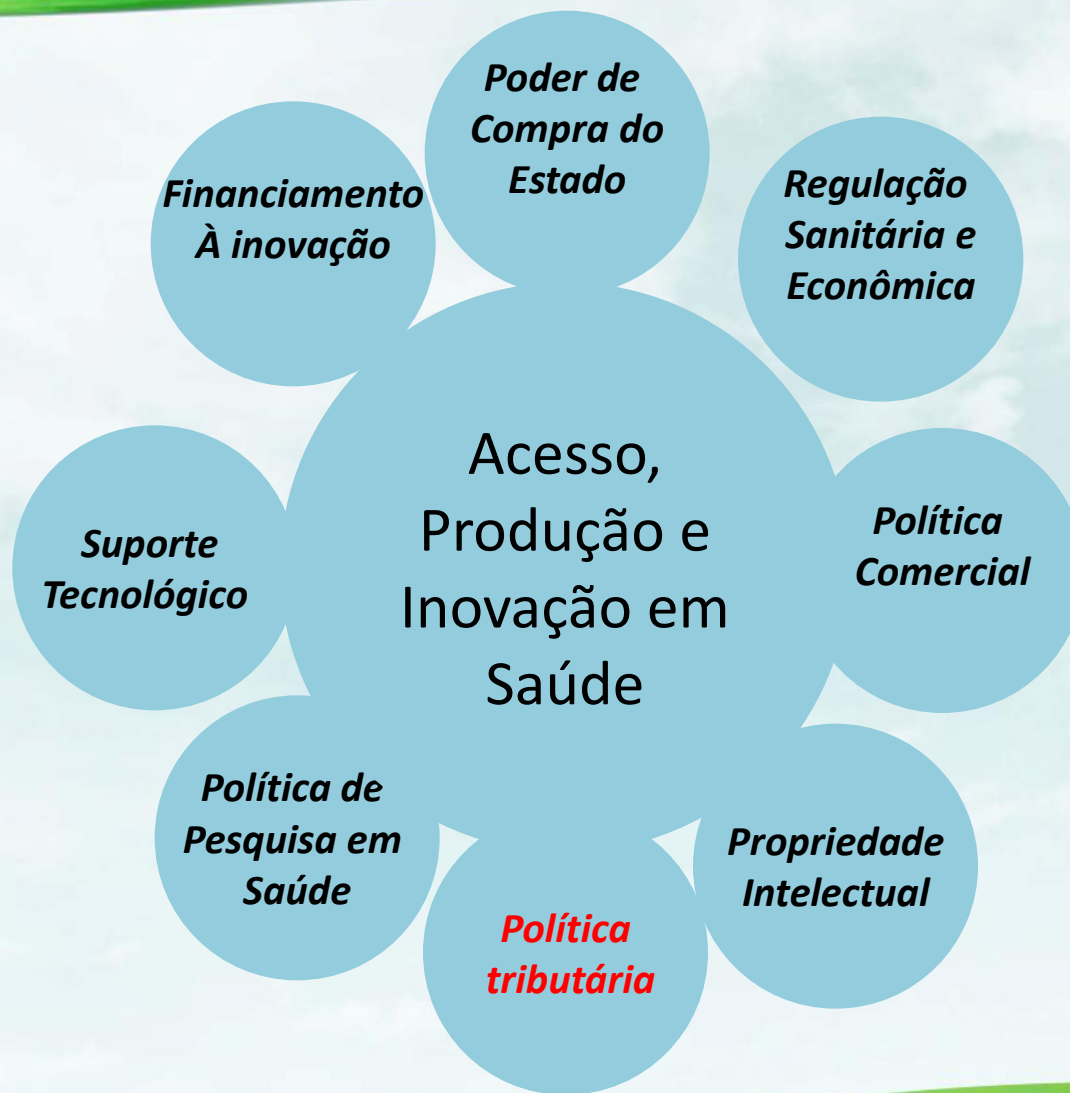 Poder de
Compra do
Estado
Financiamento
À inovação
Regulação
Sanitária e
Econômica
Acesso,
Produção e
Inovação em
Saúde
Política
Comercial
Suporte
Tecnológico
Política de
Pesquisa em
Saúde
Propriedade
Intelectual
Política
tributária